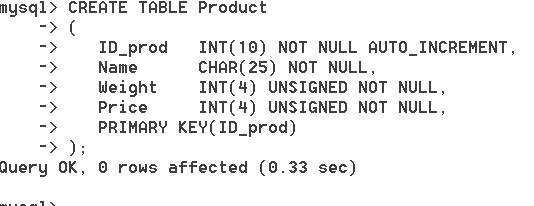 mysql> CREATE TABLE Product
    -> (
    ->    ID_prod   INT(10) NOT NULL AUTO_INCREMENT,
    ->    Name      CHAR(25) NOT NULL,
    ->    Weight    INT(4) UNSIGNED NOT NULL,
    ->    Price     INT(4) UNSIGNED NOT NULL,
    ->    PRIMARY KEY(ID_prod)
    -> );
Query OK, 0 rows affected (0.33 sec)
mysql>